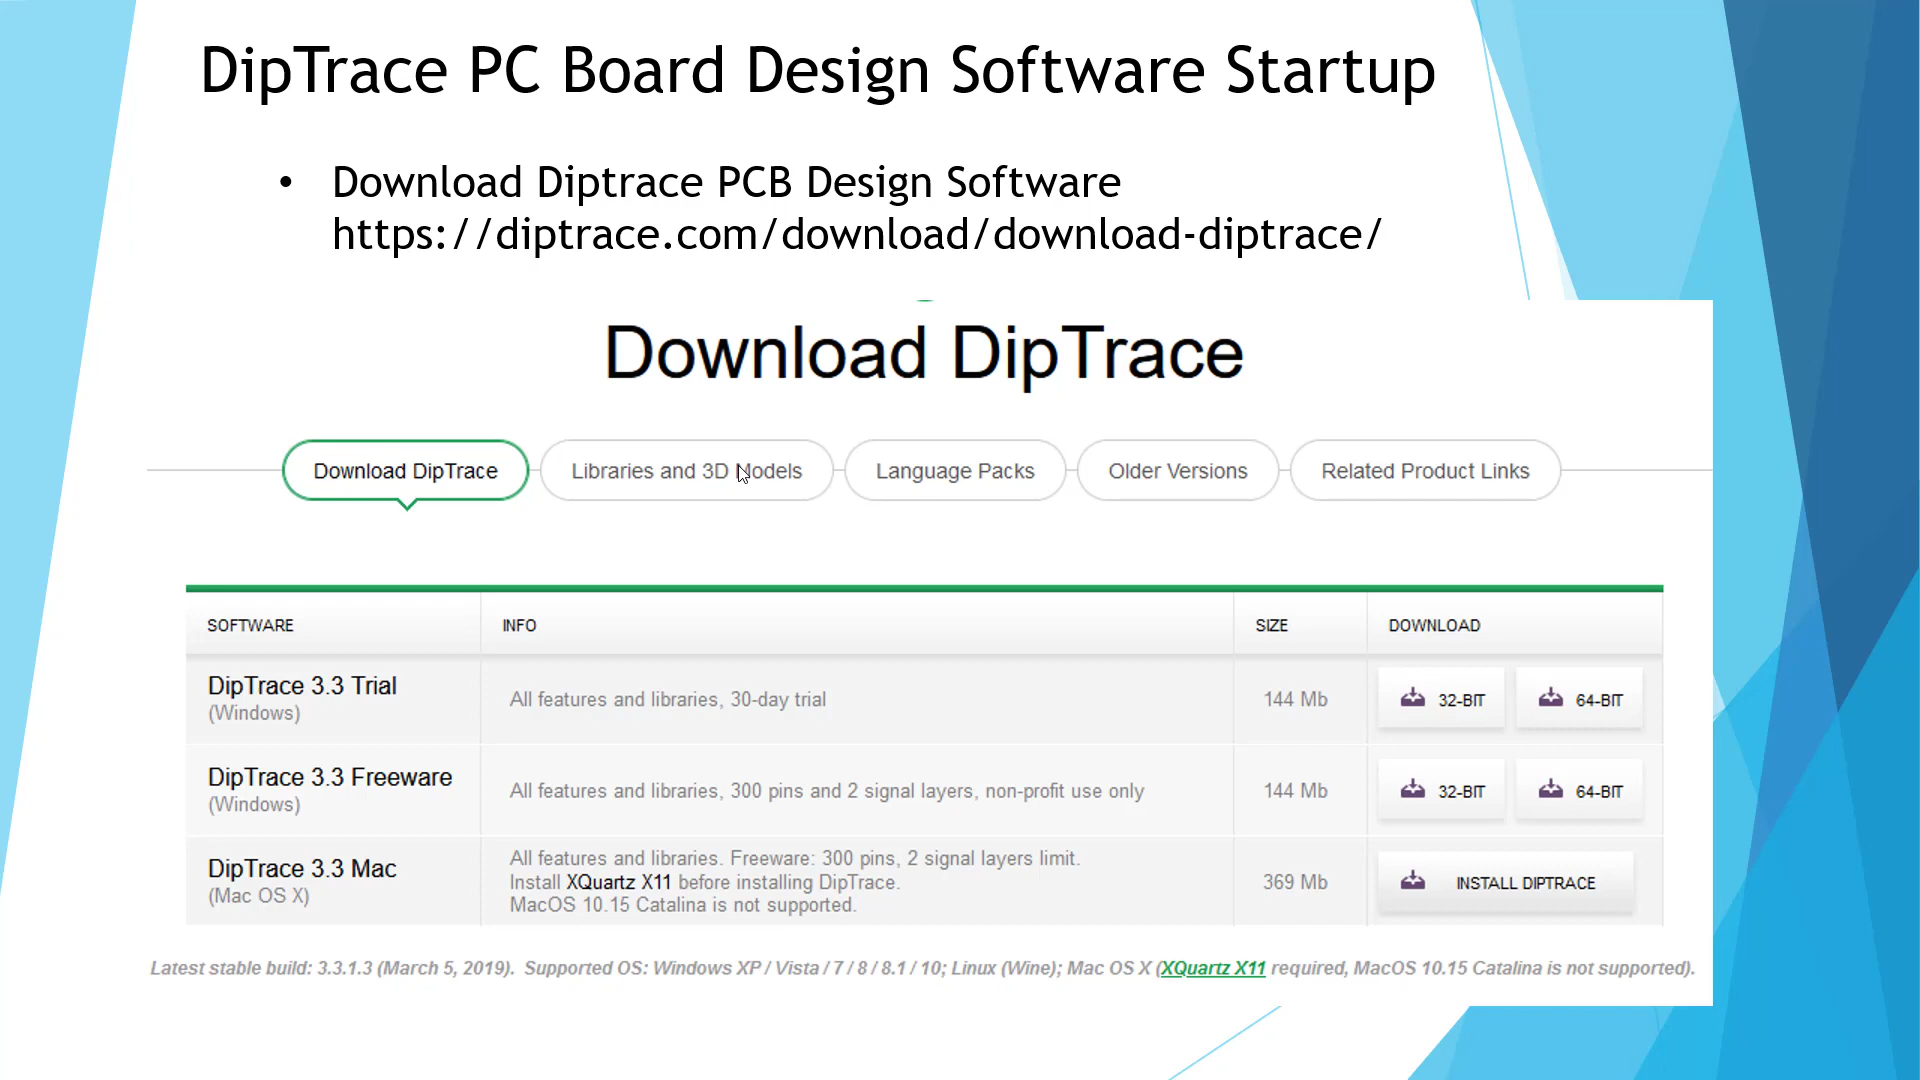 DipTrace PC Board Design Software Startup
• Download Diptrace PCB Design Software
https://diptrace.com/download/download-diptrace/
Download DipTrace
Download DipTrace Libraries and 3D Models Language Packs Older Versions Related Product Links
SOFTWARE INFO SIZE DOWNLOAD
DipTrace 3.3 Trial
(Windows)
All features and libraries, 30-day trial
144 Mb
32-BIT 64-BIT
DipTrace 3.3 Freeware
(Windows)
All features and libraries, 300 pins and 2 signal layers, non-profit use only
144 Mb
32-BIT 64-BIT
DipTrace 3.3 Mac
(Mac OS X)
All features and libraries. Freeware: 300 pins, 2 signal layers limit.
Install XQuartz X11 before installing DipTrace.
MacOS 10.15 Catalina is not supported.
369 Mb
INSTALL DIPTRACE
Latest stable build: 3.3.1.3 (March 5, 2019). Supported OS: Windows XP / Vista / 7 / 8 / 8.1 / 10; Linux (Wine); Mac OS X (XQuartz X11 required, MacOS 10.15 Catalina is not supported).